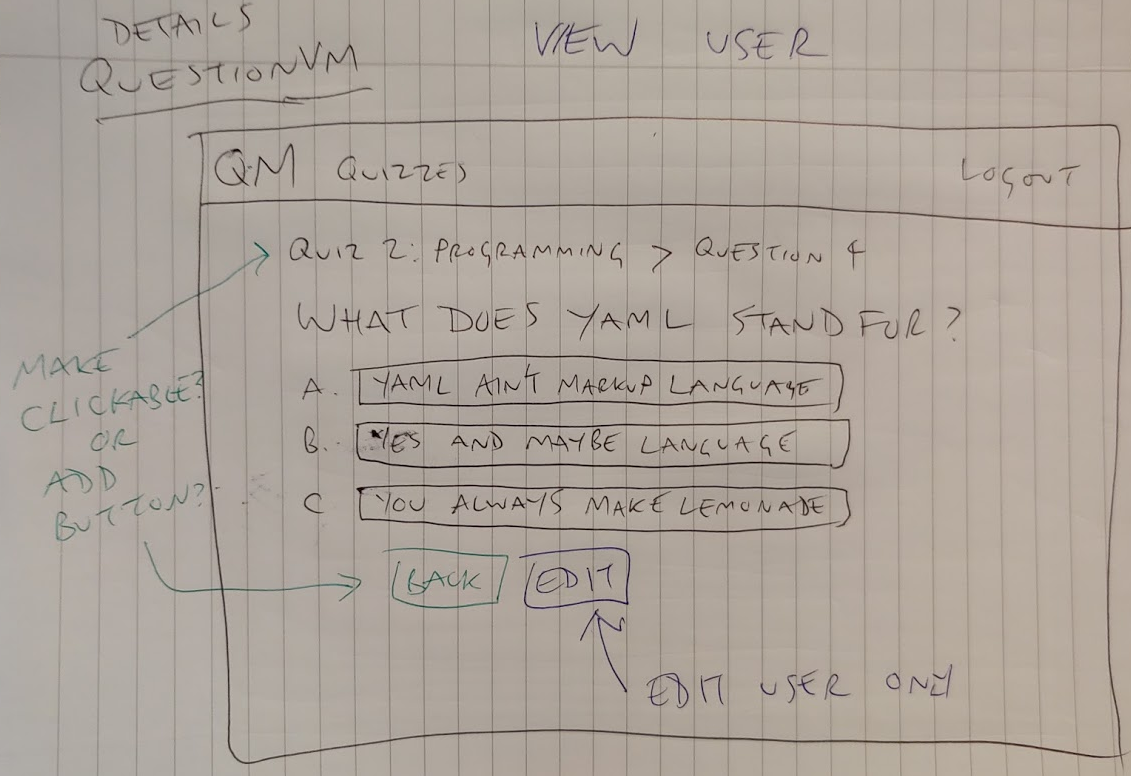 DETAILS
QUESTIONVM
VIEW USER
QM QUIZZES LOGOUT
QUIZ 2: PROGRAMMING > QUESTION 4
WHAT DOES YAML STAND FOR?
A. YAML AIN'T MARKUP LANGUAGE
B. YES AND MAYBE LANGUAGE
C YOU ALWAYS MAKE LEMONADE
MAKE
CLICKABLE?
OR
ADD
BUTTON?
BACK EDIT
EDIT USER ONLY